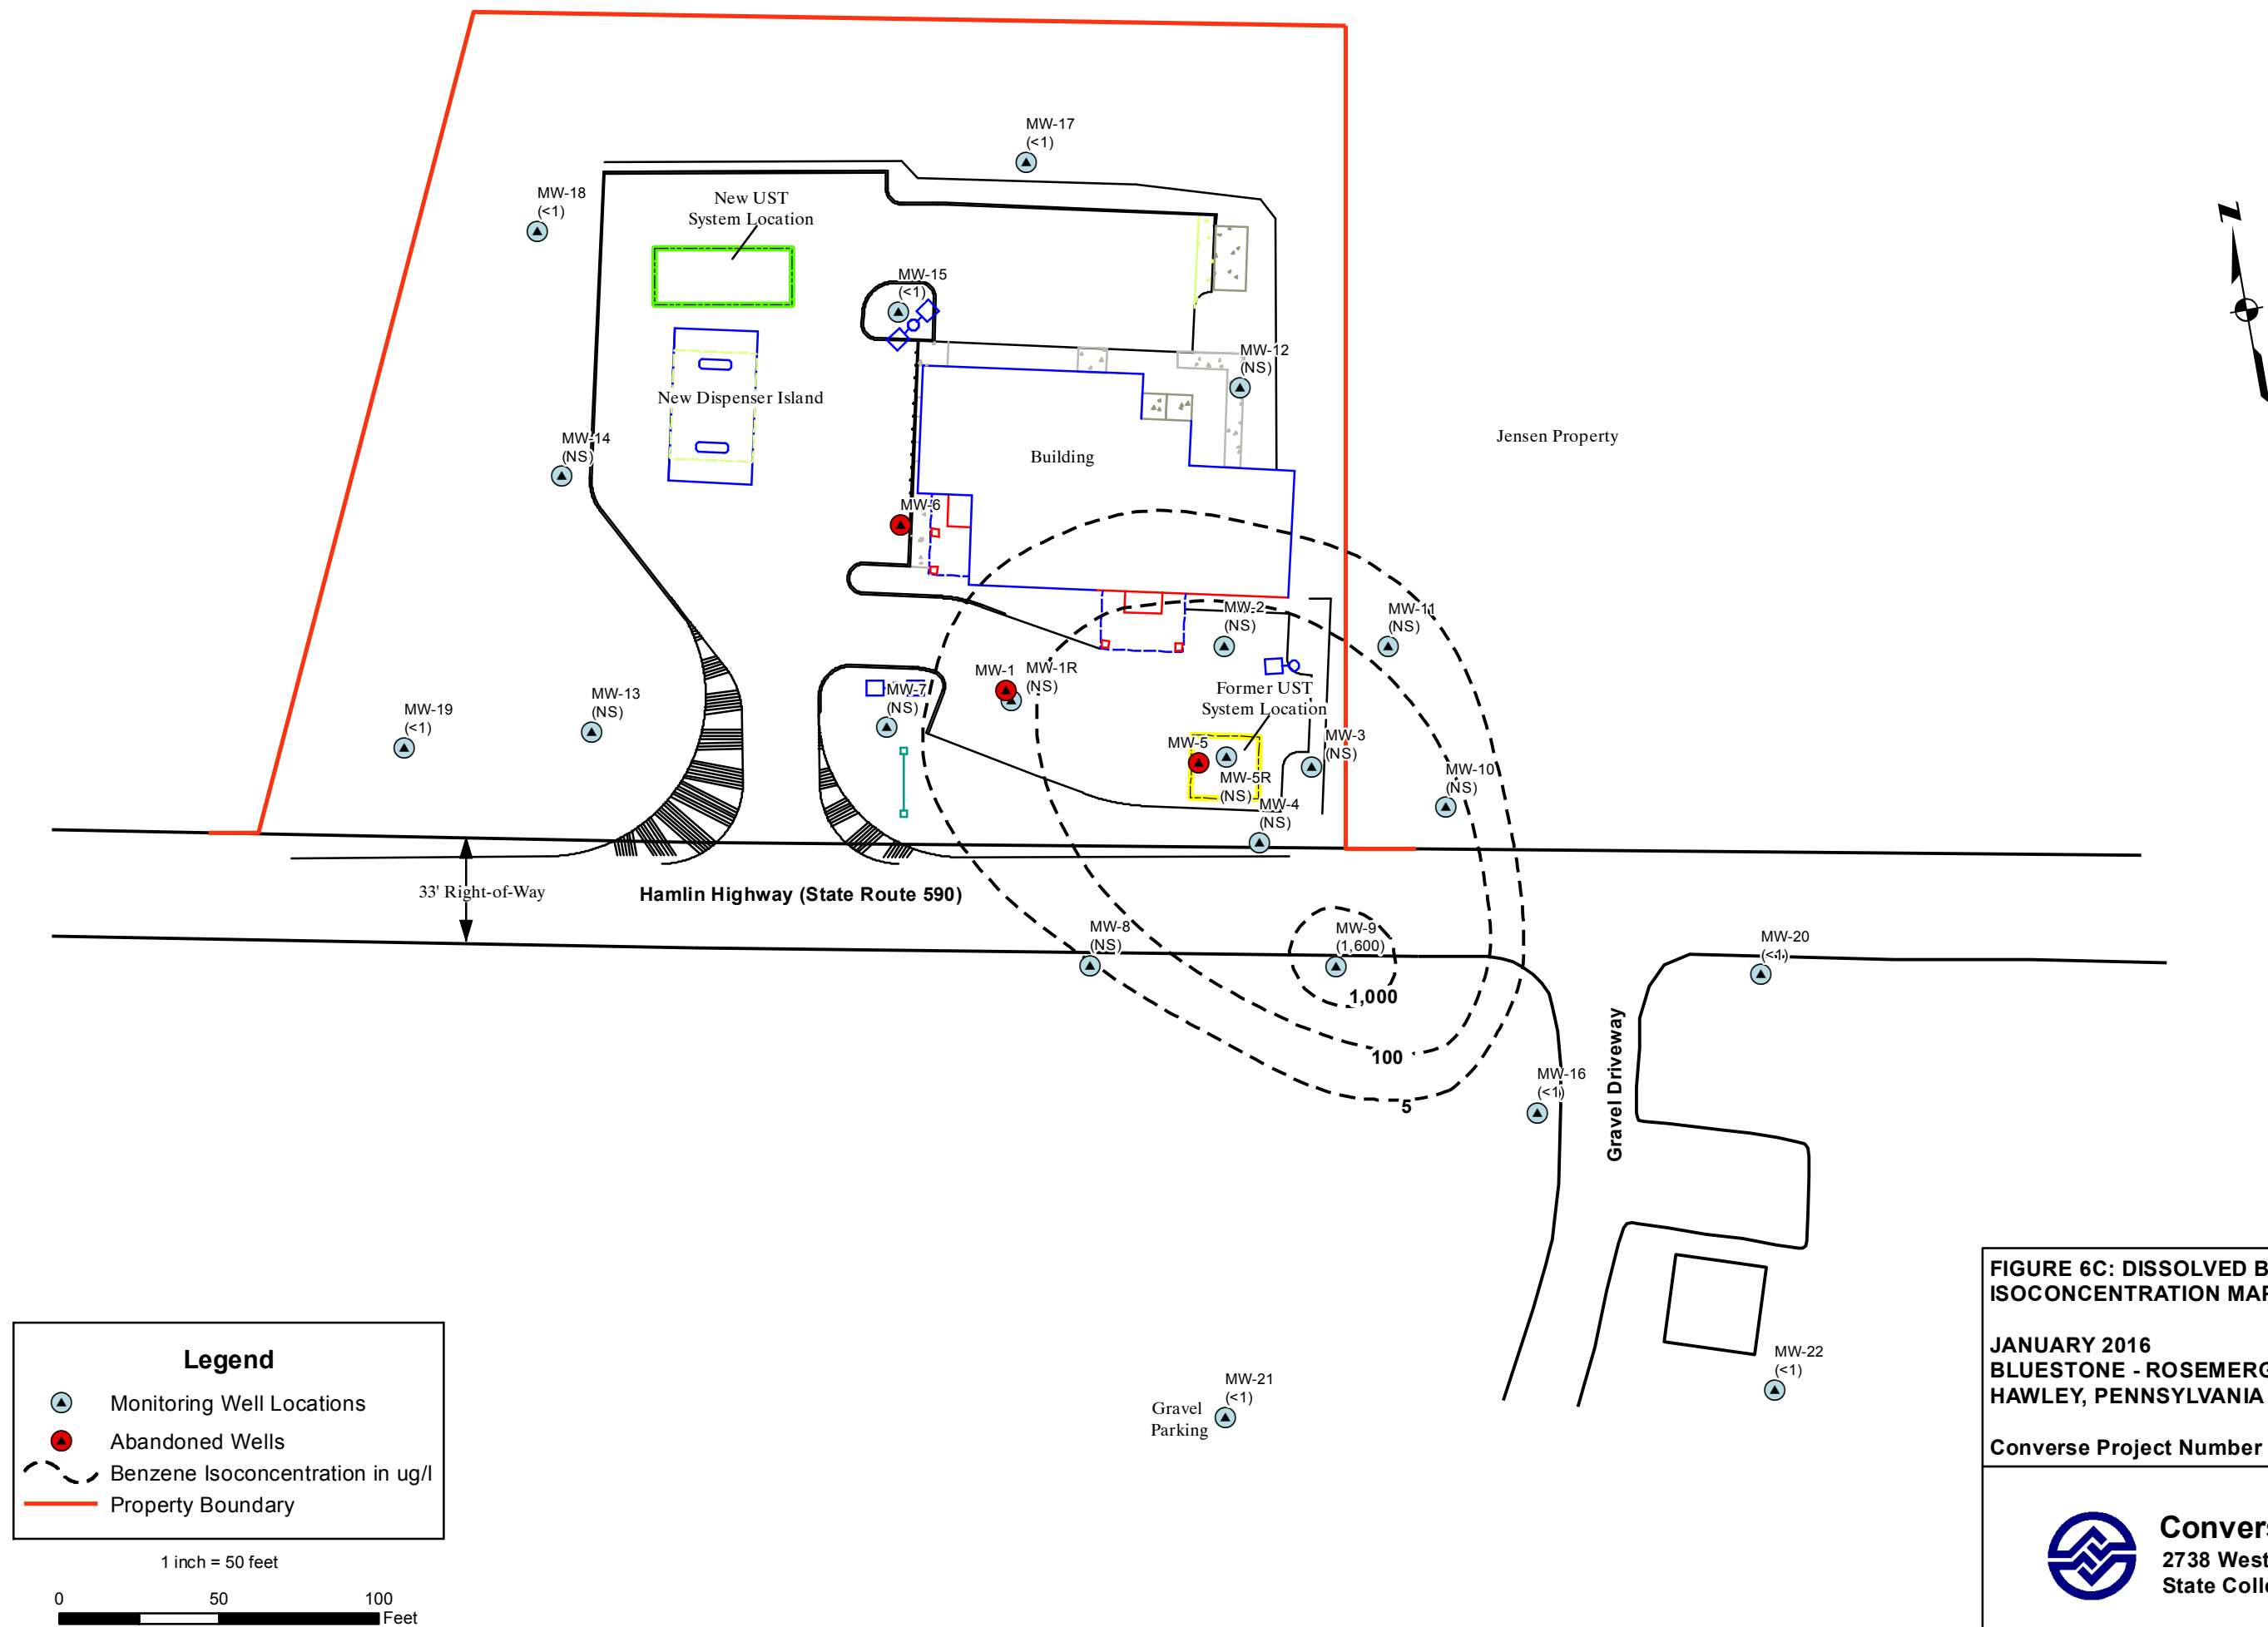 MW-17
(<1)
MW-18
(<1)
New UST
System Location
MW-15
(<1)
MW-12
(NS)
New Dispenser Island
Jensen Property
MW-14
(NS)
Building
MW-6
MW-2
(NS)
MW-11
(NS)
MW-1
MW-1R
(NS)
MW-7
(NS)
Former UST
System Location
MW-13
(NS)
MW-19
(<1)
MW-5
MW-3
(NS)
MW-5R
(NS)
MW-10
(NS)
MW-4
(NS)
33' Right-of-Way
Hamlin Highway (State Route 590)
MW-8
(NS)
MW-9
(1,600)
1,000
MW-20
(<1)
100
5
MW-16
(<1)
Gravel Driveway
MW-22
(<1)
MW-21
(<1)
Gravel
Parking
N
Legend
Monitoring Well Locations
Abandoned Wells
Benzene Isoconcentration in ug/l
Property Boundary
1 inch = 50 feet
0 50 100
Feet
FIGURE 6C: DISSOLVED B
ISOCONCENTRATION MAP
JANUARY 2016
BLUESTONE - ROSEMERG
HAWLEY, PENNSYLVANIA
Converse Project Number
Convers
2738 West
State Colle